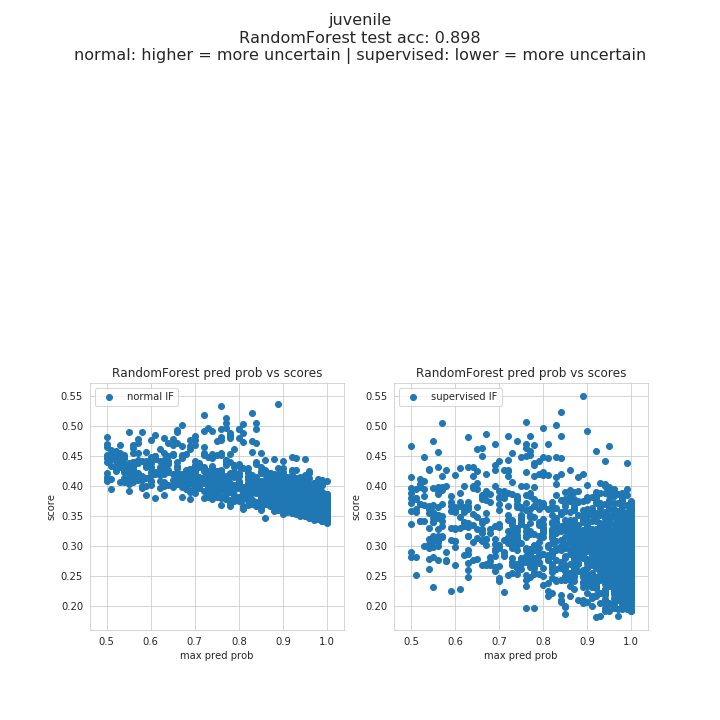 juvenile
RandomForest test acc: 0.898
normal: higher = more uncertain | supervised: lower = more uncertain
RandomForest pred prob vs scores
normal IF
0.55
0.50
0.45
0.40
0.35
0.30
0.25
0.20
score
0.5 0.6 0.7 0.8 0.9 1.0
max pred prob
RandomForest pred prob vs scores
supervised IF
0.55
0.50
0.45
0.40
0.35
0.30
0.25
0.20
score
0.5 0.6 0.7 0.8 0.9 1.0
max pred prob